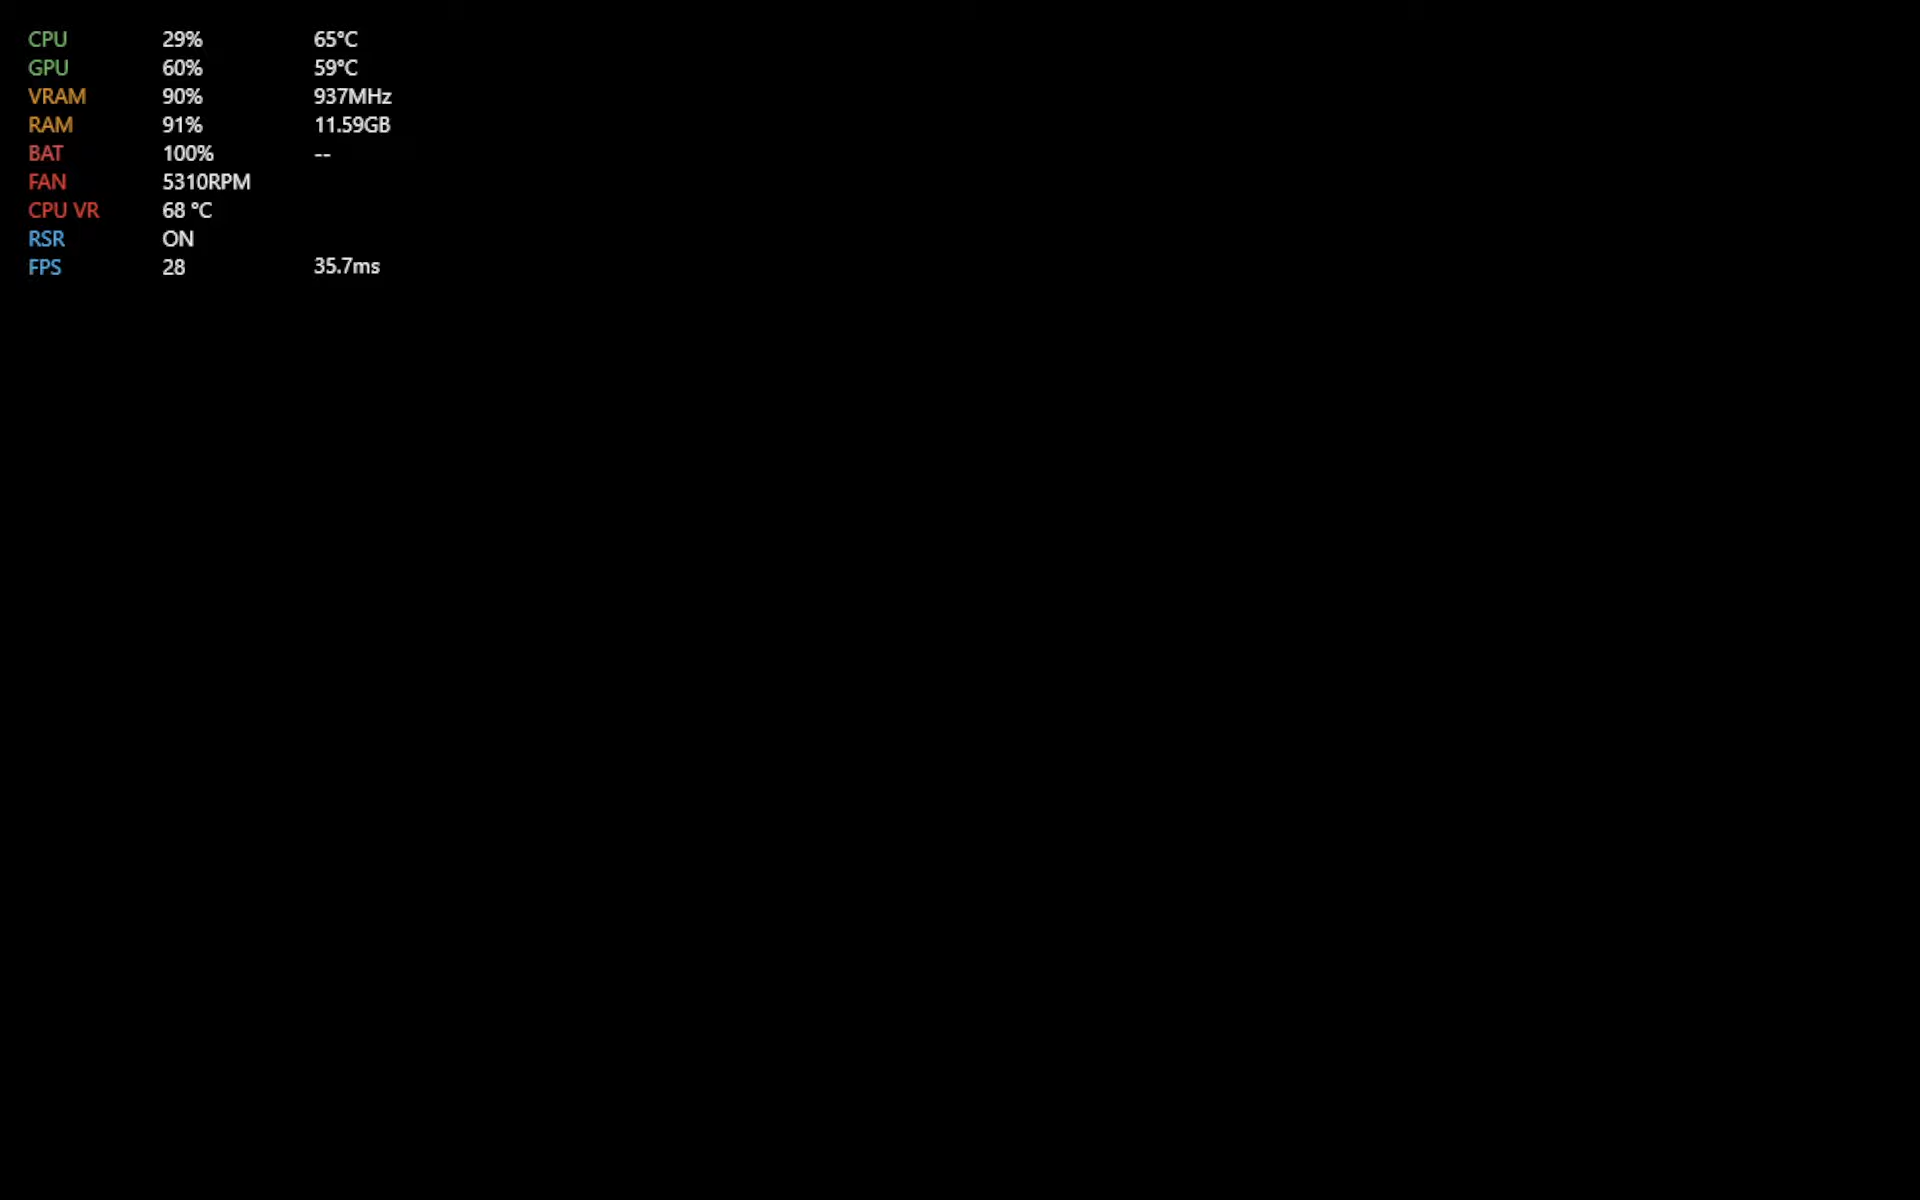 CPU 29% 65°C
GPU 60% 59°C
VRAM 90% 937MHz
RAM 91% 11.59GB
BAT 100% --
FAN 5310RPM
CPU VR 68 °C
RSR ON
FPS 28 35.7ms